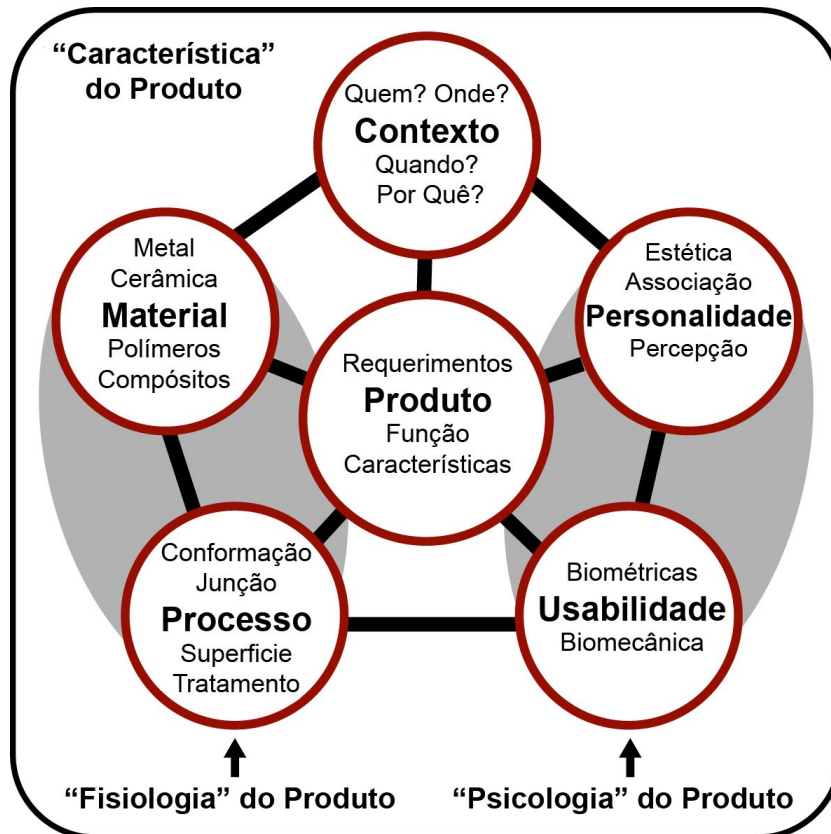 “Característica”
do Produto
Quem? Onde?
Contexto
Quando?
Por Quê?
Metal
Cerâmica
Material
Polímeros
Compósitos
Estética
Associação
Personalidade
Percepção
Requerimentos
Produto
Função
Características
Conformação
Junção
Processo
Superficie
Tratamento
Biométricas
Usabilidade
Biomecânica
“Fisiologia” do Produto
“Psicologia” do Produto